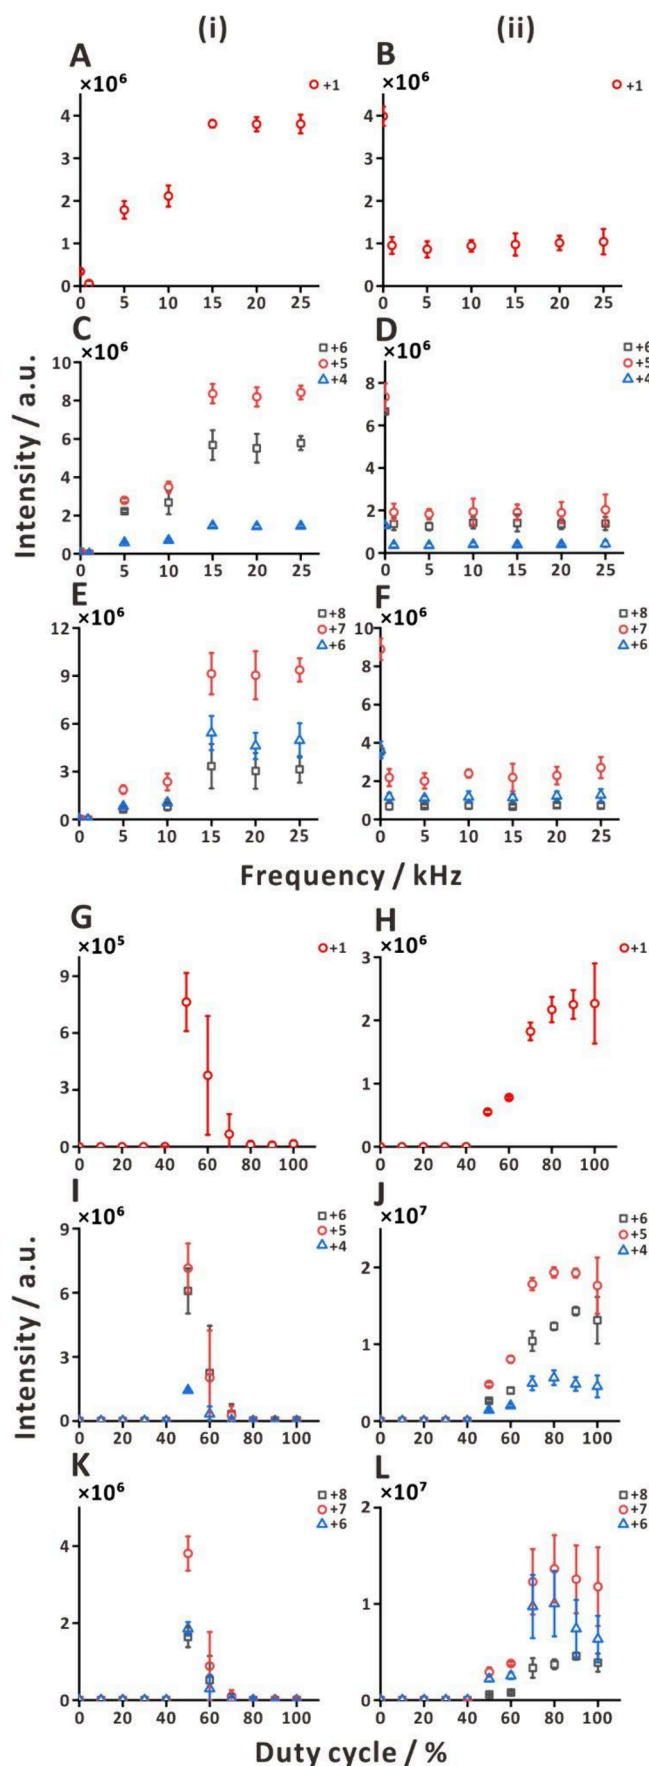 (i) (ii)
A B
×10⁶ +1 ×10⁶ +1
4 4
3 3
2 2
1 1
0 0
0 5 10 15 20 25 0 5 10 15 20 25
C D
×10⁶ +6 +5 +4 ×10⁶ +6 +5 +4
10 8
8 6
6 4
4 2
2 0
0
0 5 10 15 20 25 0 5 10 15 20 25
Intensity / a.u.
E F
×10⁶ +8 +7 +6 ×10⁶ +8 +7 +6
12 10
9 8
6 6
3 4
0 2
0
0 5 10 15 20 25 0 5 10 15 20 25
Frequency / kHz
G H
×10⁵ +1 ×10⁶ +1
9 3
6 2
3 1
0 0
0 20 40 60 80 100 0 20 40 60 80 100
I J
×10⁶ +6 +5 +4 ×10⁷ +6 +5 +4
9 2
6 1
3 0
0
0 20 40 60 80 100 0 20 40 60 80 100
Intensity / a.u.
K L
×10⁶ +8 +7 +6 ×10⁷ +8 +7 +6
4 2
2 1
0 0
0 20 40 60 80 100 0 20 40 60 80 100
Duty cycle / %